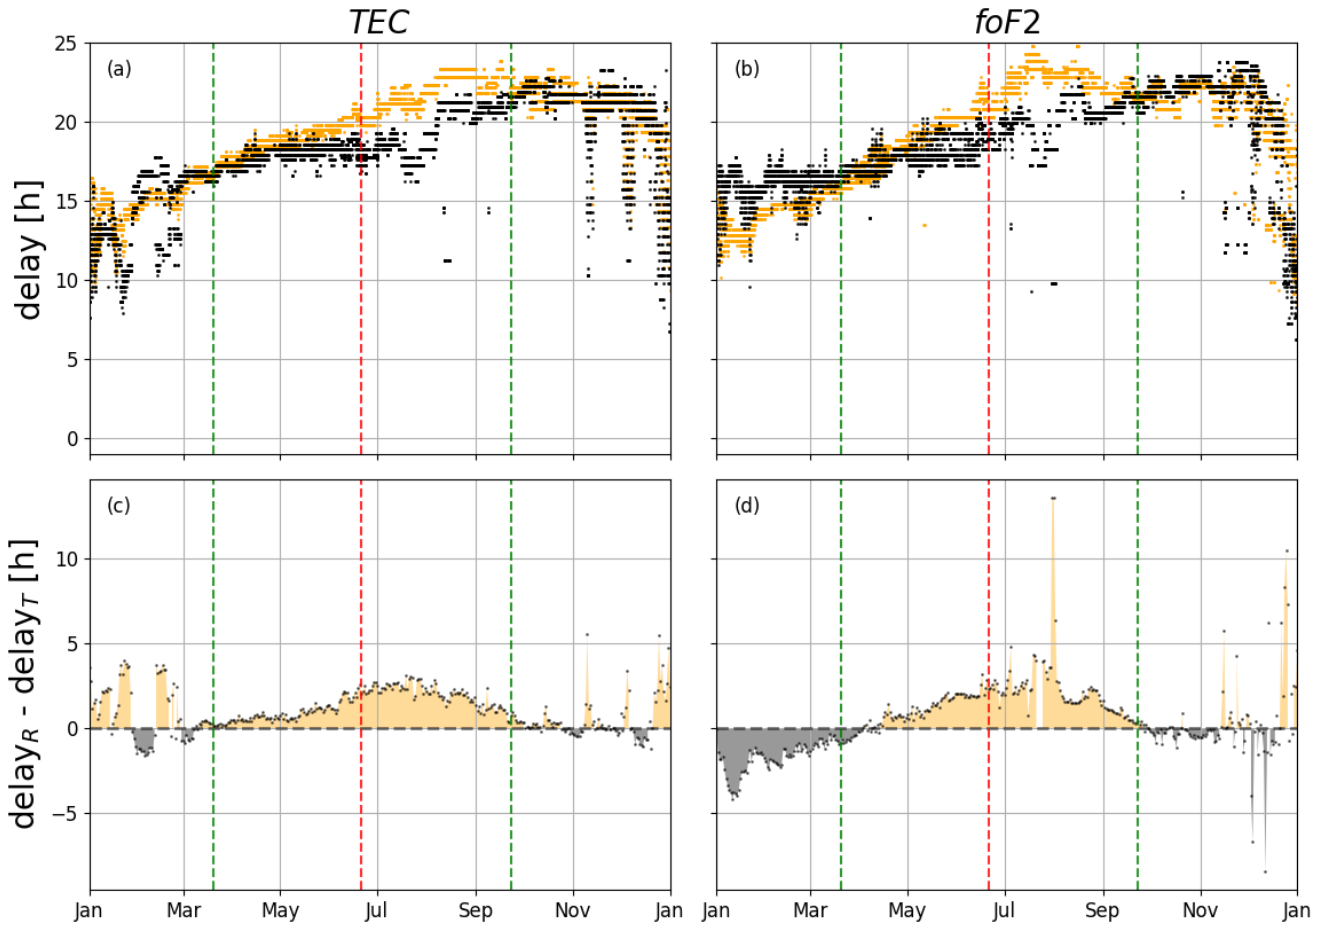 TEC
foF2
(a)
(b)
25
20
15
10
5
0
delay [h]
(c)
(d)
10
5
0
−5
delay_R - delay_T [h]
Jan Mar May Jul Sep Nov Jan
Jan Mar May Jul Sep Nov Jan